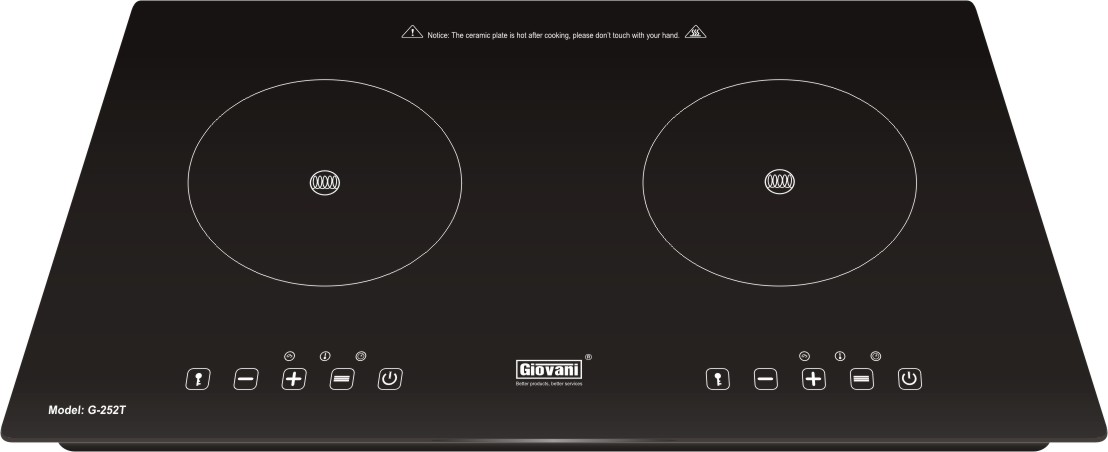 Notice: The ceramic plate is hot after cooking, please don't touch with your hand.
Giovani ®
Better products, better services
Model: G-252T